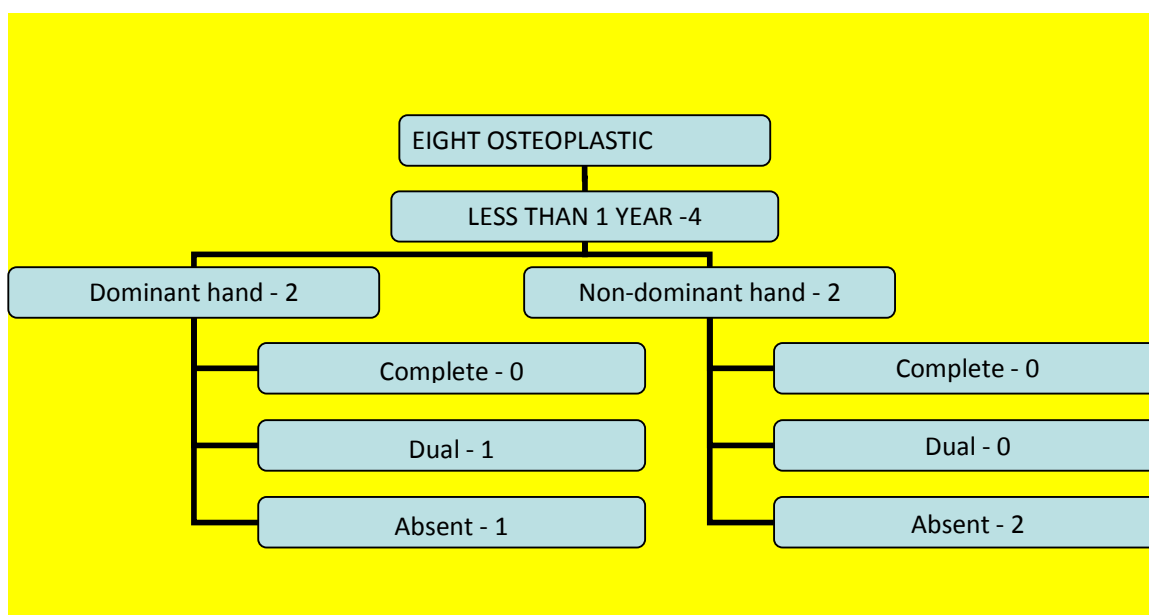 EIGHT OSTEOPLASTIC
LESS THAN 1 YEAR -4
Dominant hand - 2
Non-dominant hand - 2
Complete - 0
Complete - 0
Dual - 1
Dual - 0
Absent - 1
Absent - 2